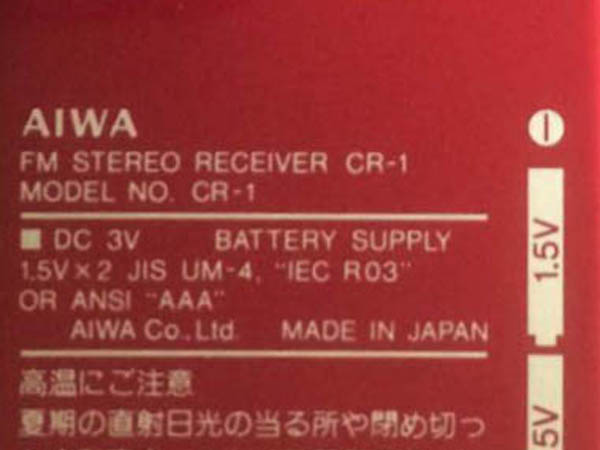 AIWA
FM STEREO RECEIVER CR-1
MODEL NO. CR-1
■ DC 3V BATTERY SUPPLY
1.5V×2 JIS UM-4, "IEC R03"
OR ANSI "AAA"
AIWA Co.,Ltd. MADE IN JAPAN
高温にご注意
夏期の直射日光の当る所や閉め切っ
1.5V
5V